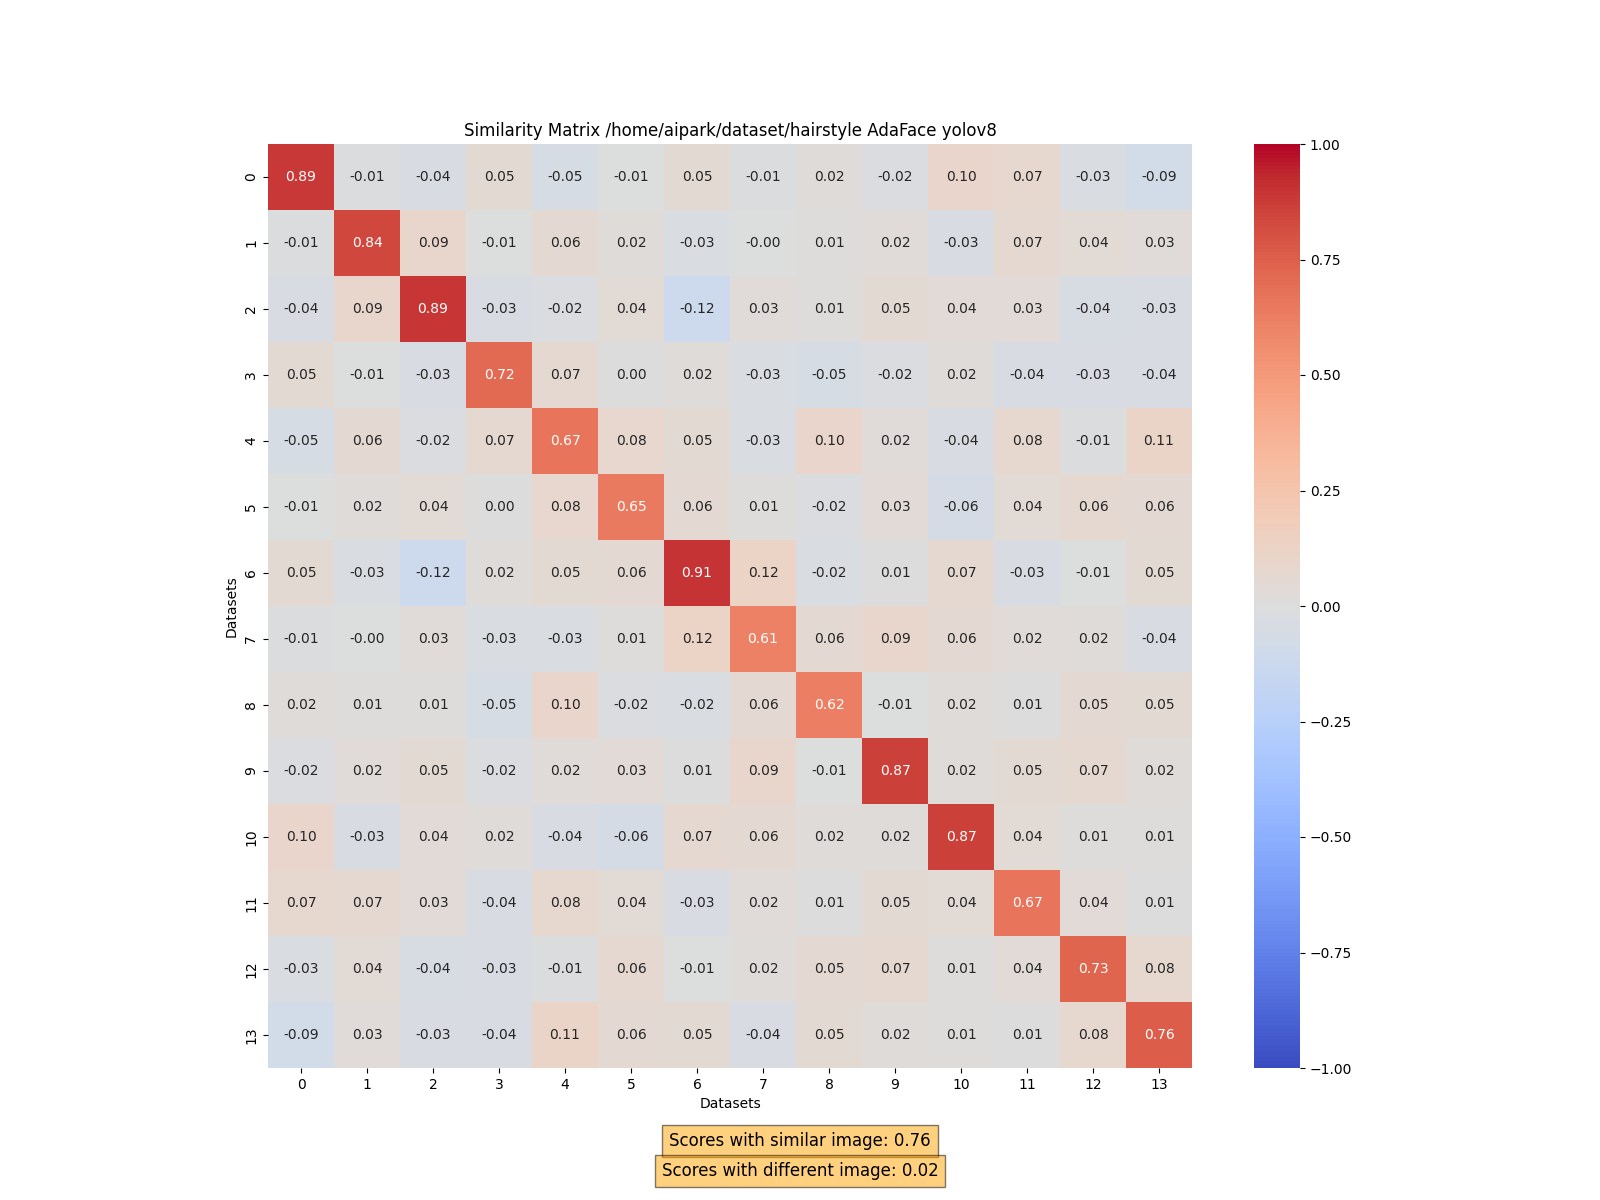 Similarity Matrix /home/aipark/dataset/hairstyle AdaFace yolov8
0 0.89 -0.01 -0.04 0.05 -0.05 -0.01 0.05 -0.01 0.02 -0.02 0.10 0.07 -0.03 -0.09
1 -0.01 0.84 0.09 -0.01 0.06 0.02 -0.03 -0.00 0.01 0.02 -0.03 0.07 0.04 0.03
2 -0.04 0.09 0.89 -0.03 -0.02 0.04 -0.12 0.03 0.01 0.05 0.04 0.03 -0.04 -0.03
3 0.05 -0.01 -0.03 0.72 0.07 0.00 0.02 -0.03 -0.05 -0.02 0.02 -0.04 -0.03 -0.04
4 -0.05 0.06 -0.02 0.07 0.67 0.08 0.05 -0.03 0.10 0.02 -0.04 0.08 -0.01 0.11
5 -0.01 0.02 0.04 0.00 0.08 0.65 0.06 0.01 -0.02 0.03 -0.06 0.04 0.06 0.06
6 0.05 -0.03 -0.12 0.02 0.05 0.06 0.91 0.12 -0.02 0.01 0.07 -0.03 -0.01 0.05
7 -0.01 -0.00 0.03 -0.03 -0.03 0.01 0.12 0.61 0.06 0.09 0.06 0.02 0.02 -0.04
8 0.02 0.01 0.01 -0.05 0.10 -0.02 -0.02 0.06 0.62 -0.01 0.02 0.01 0.05 0.05
9 -0.02 0.02 0.05 -0.02 0.02 0.03 0.01 0.09 -0.01 0.87 0.02 0.05 0.07 0.02
10 0.10 -0.03 0.04 0.02 -0.04 -0.06 0.07 0.06 0.02 0.02 0.87 0.04 0.01 0.01
11 0.07 0.07 0.03 -0.04 0.08 0.04 -0.03 0.02 0.01 0.05 0.04 0.67 0.04 0.01
12 -0.03 0.04 -0.04 -0.03 -0.01 0.06 -0.01 0.02 0.05 0.07 0.01 0.04 0.73 0.08
13 -0.09 0.03 -0.03 -0.04 0.11 0.06 0.05 -0.04 0.05 0.02 0.01 0.01 0.08 0.76
0 1 2 3 4 5 6 7 8 9 10 11 12 13
Datasets
Datasets
1.00
0.75
0.50
0.25
0.00
−0.25
−0.50
−0.75
−1.00
Scores with similar image: 0.76
Scores with different image: 0.02